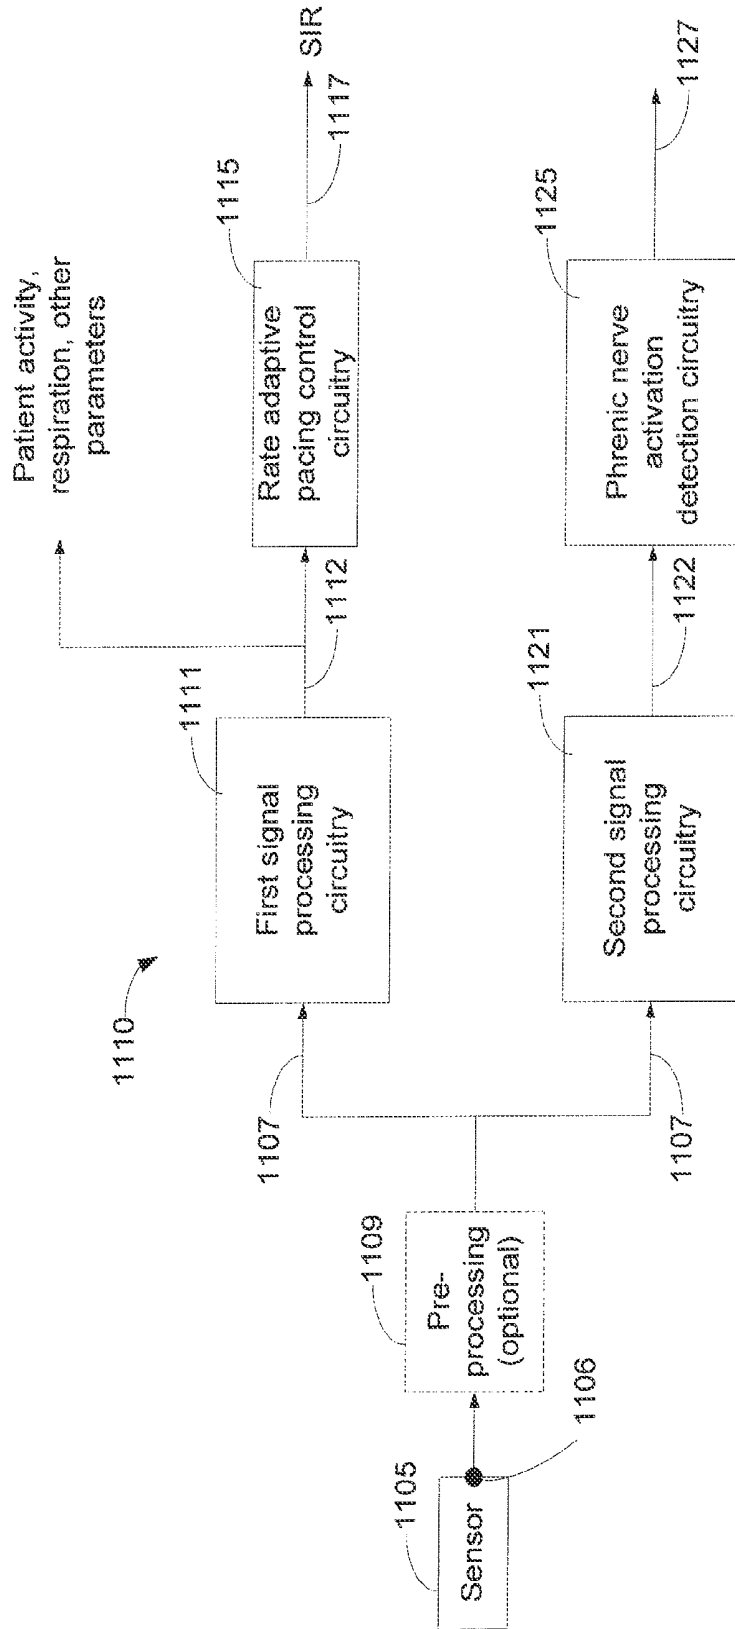 1105
Sensor
1106
1109
Pre-
processing
(optional)
1107
1107
1110
1111
First signal
processing
circuitry
1112
Patient activity,
respiration, other
parameters
1115
Rate adaptive
pacing control
circuitry
1117
SIR
1121
Second signal
processing
circuitry
1122
1125
Phrenic nerve
activation
detection circuitry
1127